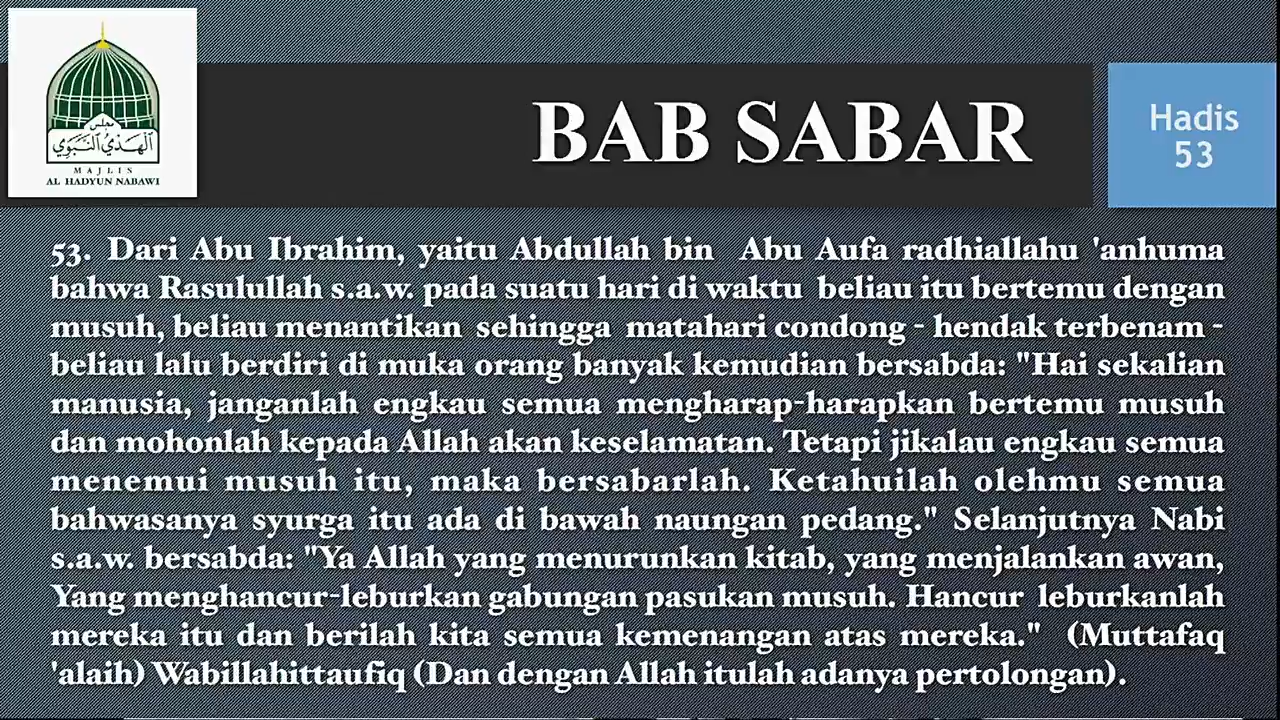 مجلس
الهدي النبوي
MAJLIS
AL HADYUN NABAWI
BAB SABAR
Hadis
53
53. Dari Abu Ibrahim, yaitu Abdullah bin Abu Aufa radhiallahu 'anhuma
bahwa Rasulullah s.a.w. pada suatu hari di waktu beliau itu bertemu dengan
musuh, beliau menantikan sehingga matahari condong - hendak terbenam -
beliau lalu berdiri di muka orang banyak kemudian bersabda: "Hai sekalian
manusia, janganlah engkau semua mengharap-harapkan bertemu musuh
dan mohonlah kepada Allah akan keselamatan. Tetapi jikalau engkau semua
menemui musuh itu, maka bersabarlah. Ketahuilah olehmu semua
bahwasanya syurga itu ada di bawah naungan pedang." Selanjutnya Nabi
s.a.w. bersabda: "Ya Allah yang menurunkan kitab, yang menjalankan awan,
Yang menghancur-leburkan gabungan pasukan musuh. Hancur leburkanlah
mereka itu dan berilah kita semua kemenangan atas mereka." (Muttafaq
'alaih) Wabillahittaufiq (Dan dengan Allah itulah adanya pertolongan).